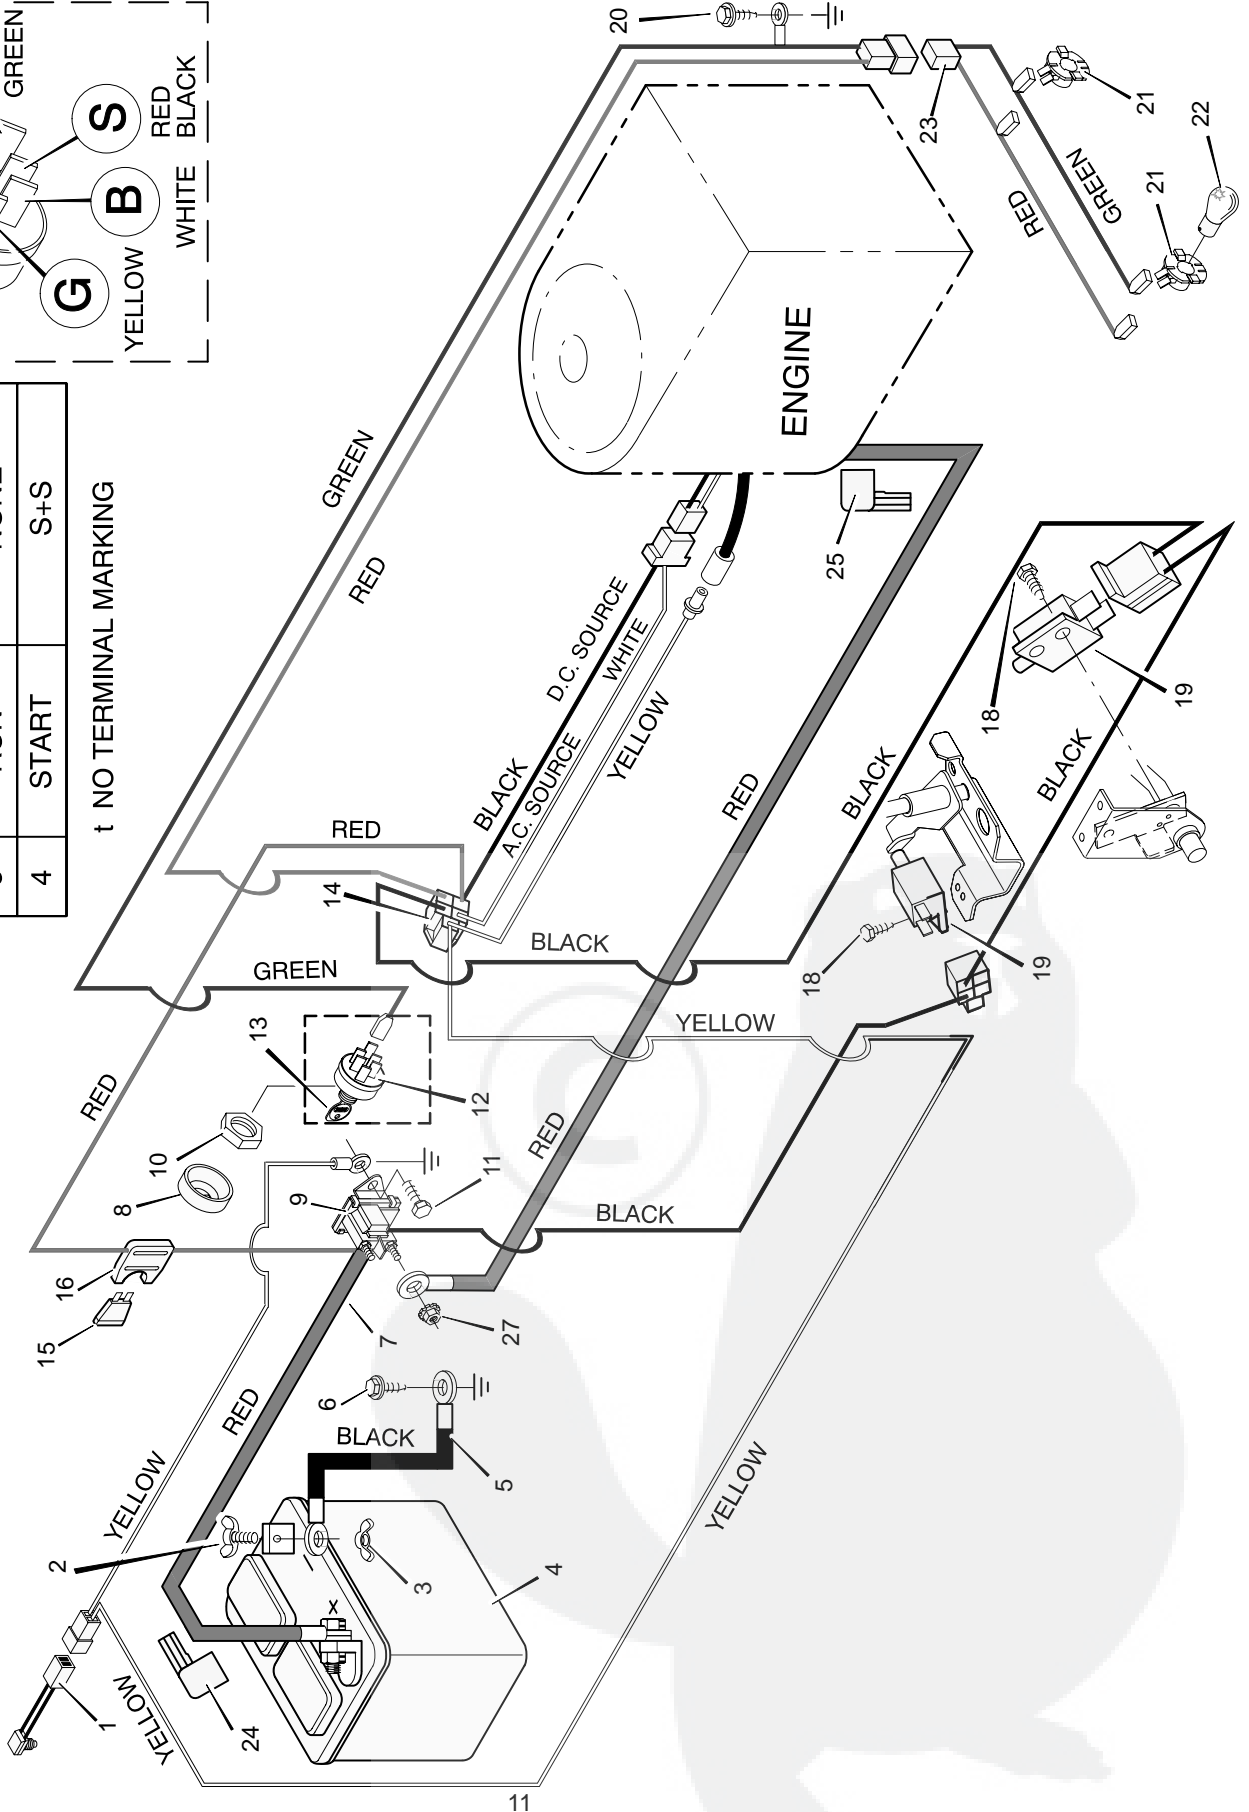 GREEN
S
RED
BLACK
B
WHITE
G
YELLOW
4 START S+S
t NO TERMINAL MARKING
20
21
22
23
21
RED
GREEN
ENGINE
25
GREEN
RED
D.C. SOURCE
WHITE
BLACK
A.C. SOURCE
YELLOW
RED
14
BLACK
RED
BLACK
18
19
BLACK
18
19
GREEN
YELLOW
13
12
RED
10
8
9
11
RED
BLACK
16
15
7
27
6
BLACK
5
RED
YELLOW
2
3
4
X
1
YELLOW
24
YELLOW
©
11